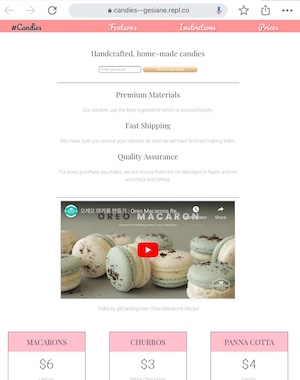 candies--gesiane.repl.co
#Candies Features Instrutions Prices
Handcrafted, home-made candies
Enter your email
Premium Materials
Our candies use the best ingredients which is sourced locally.
Fast Shipping
We make sure you receive your candies as soon as we have finished making them.
Quality Assurance
For every purchase you make, we will ensure there are no damages or faults and we
will check everything.
오레오 마카롱 만들기 : Oreo Macarong Re...
Share
OREO MACARON
Video by @Cooking tree: Oreo Macarons Recipe
MACARONS CHURROS PANNA COTTA
$6 $3 $4